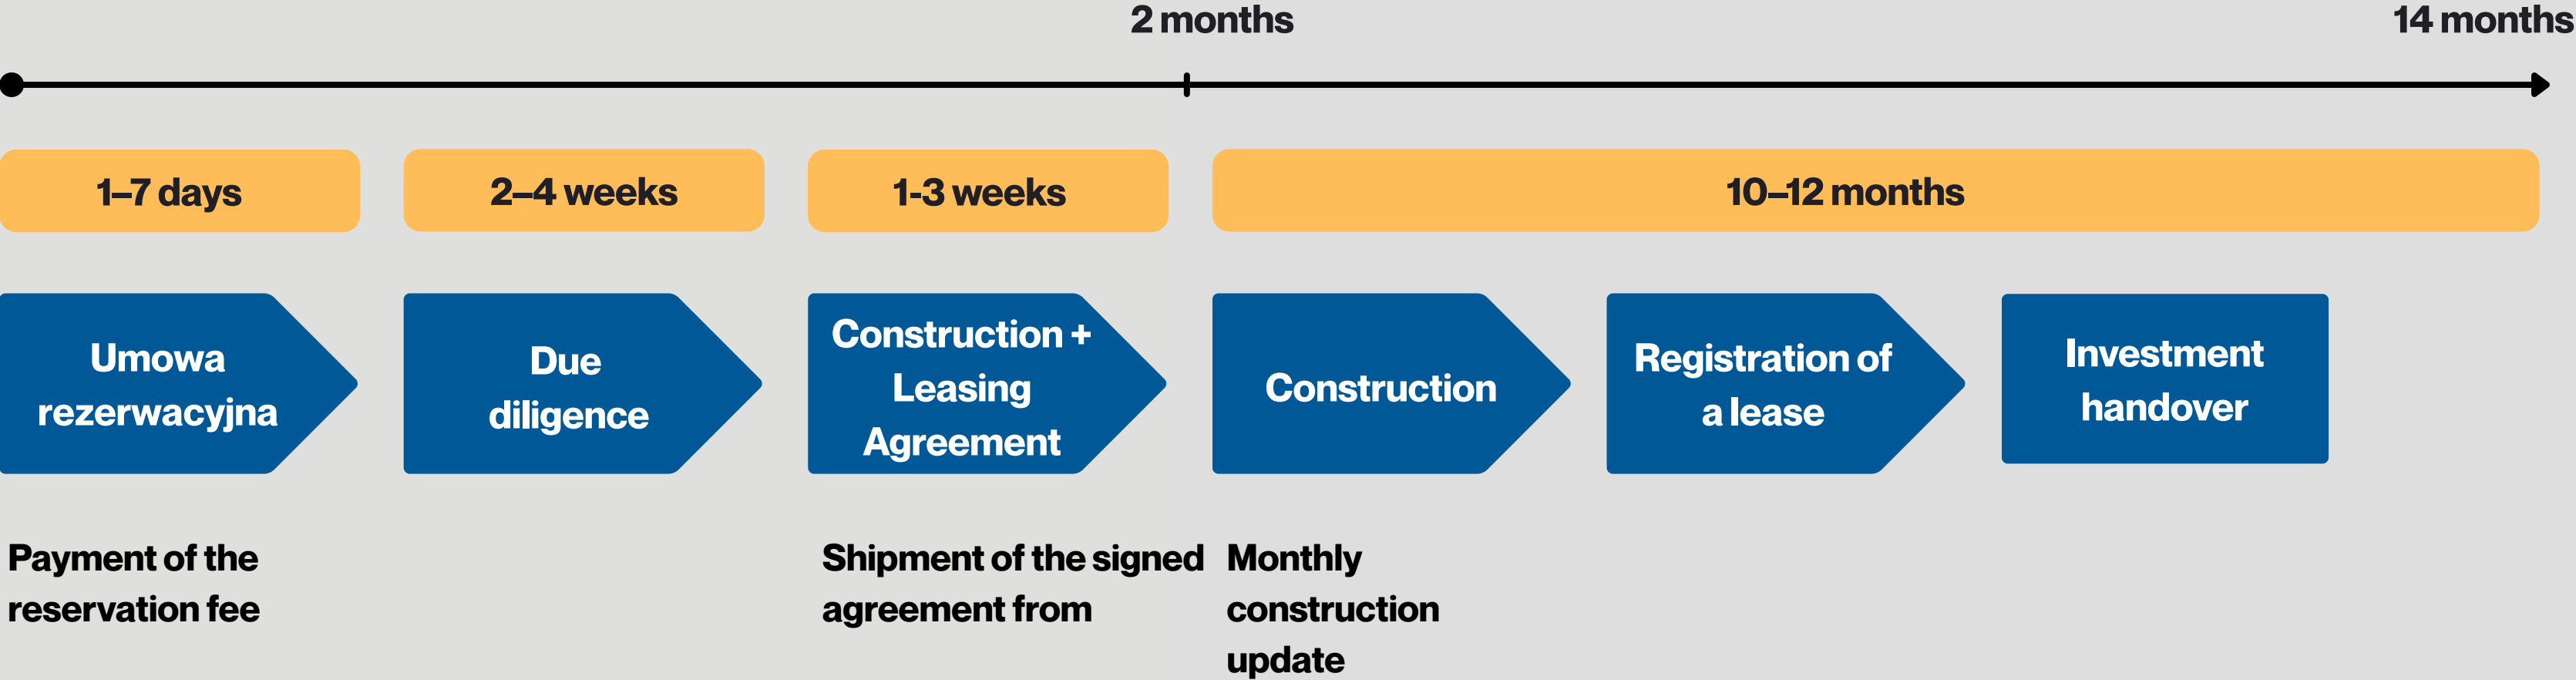 2 months
14 months
1–7 days
2–4 weeks
1-3 weeks
10–12 months
Umowa
rezerwacyjna
Due
diligence
Construction +
Leasing
Agreement
Construction
Registration of
a lease
Investment
handover
Payment of the
reservation fee
Shipment of the signed
agreement from
Monthly
construction
update